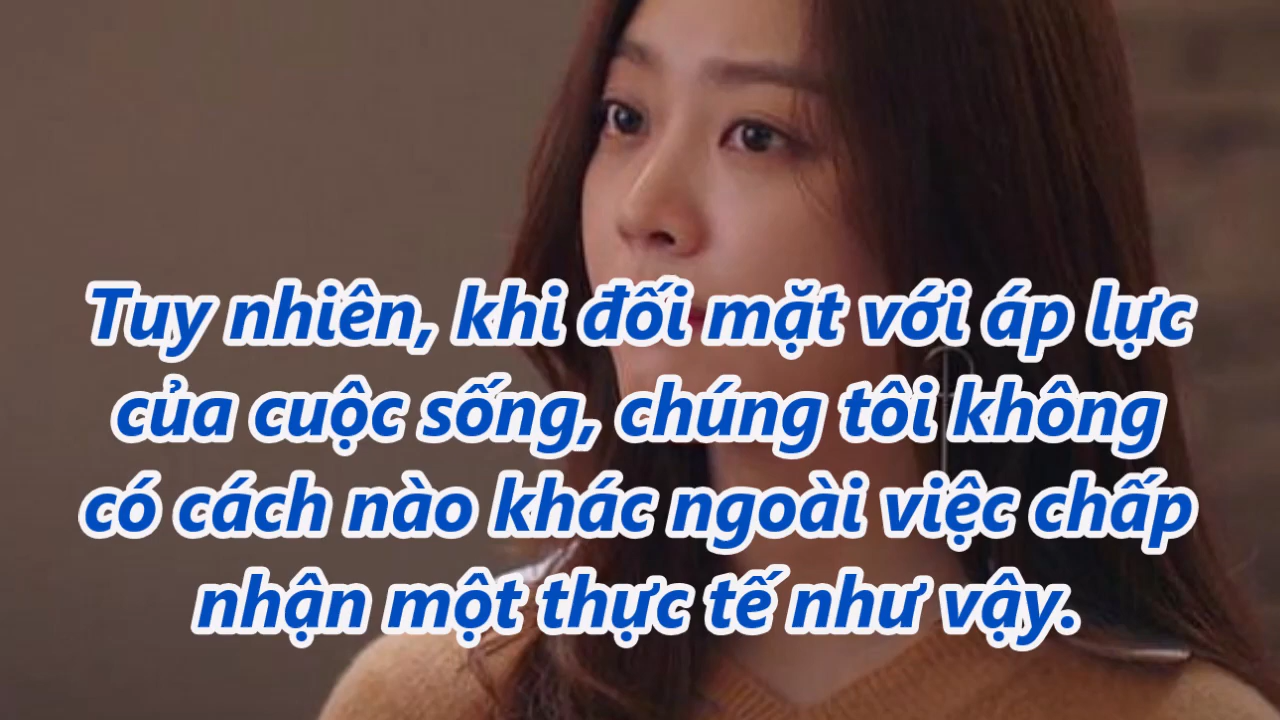 Tuy nhiên, khi đối mặt với áp lực
của cuộc sống, chúng tôi không
có cách nào khác ngoài việc chấp
nhận một thực tế như vậy.